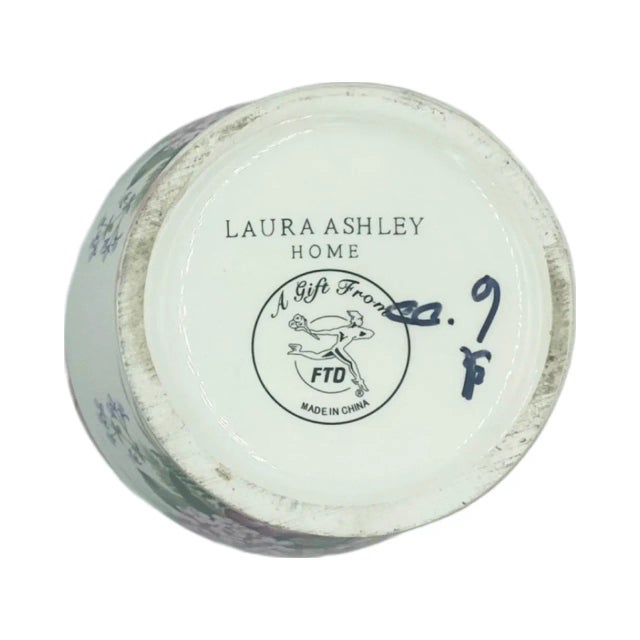 LAURA ASHLEY
HOME
A Gift From
FTD
®
MADE IN CHINA